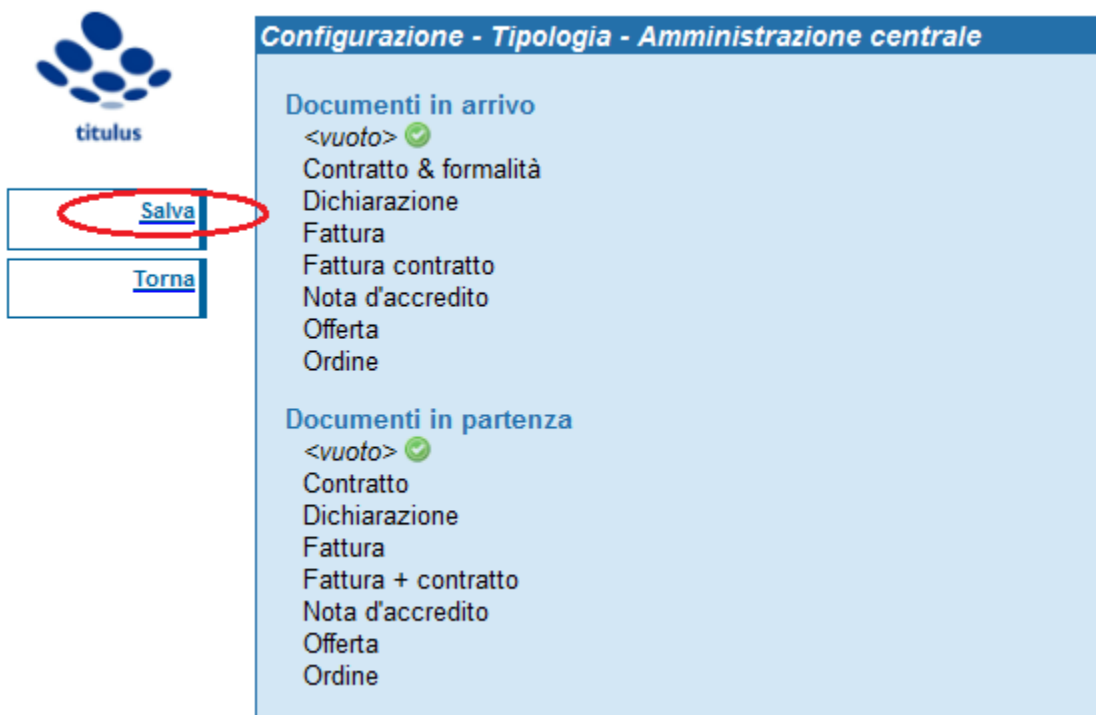 titulus
Salva
Torna
Configurazione - Tipologia - Amministrazione centrale
Documenti in arrivo
<vuoto>
Contratto & formalità
Dichiarazione
Fattura
Fattura contratto
Nota d'accredito
Offerta
Ordine
Documenti in partenza
<vuoto>
Contratto
Dichiarazione
Fattura
Fattura + contratto
Nota d'accredito
Offerta
Ordine